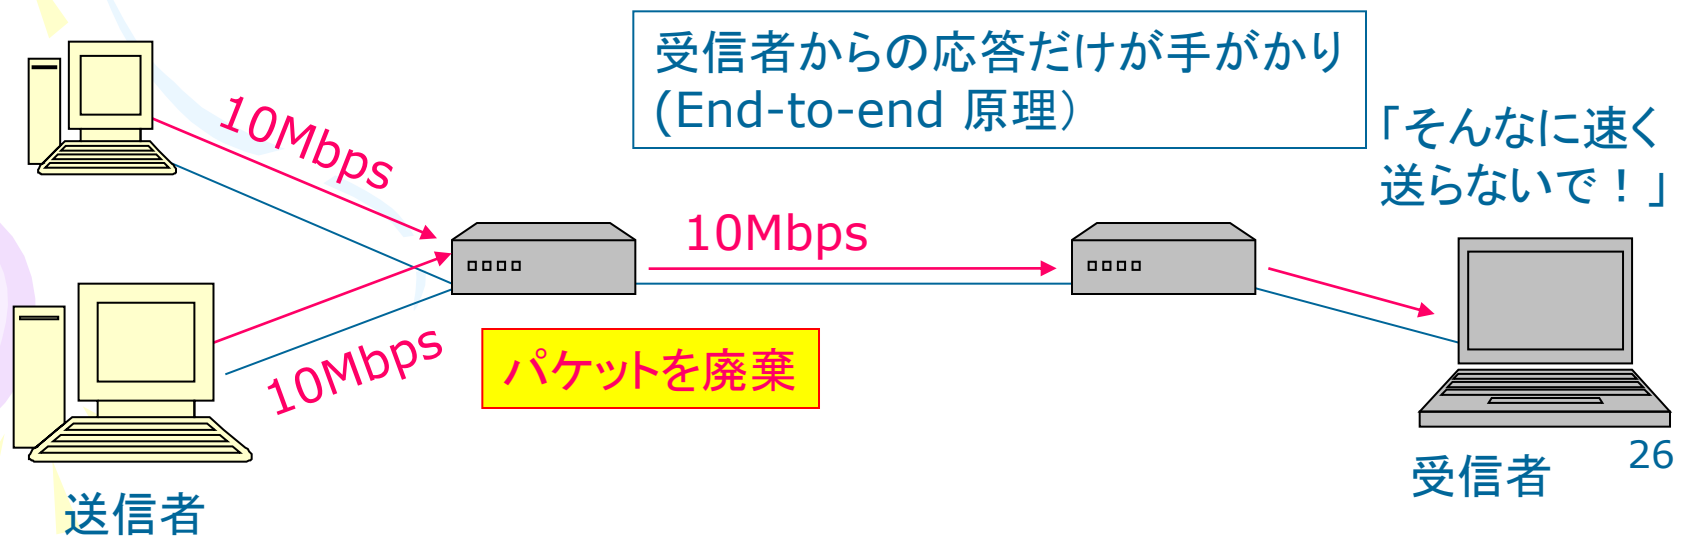 受信者からの応答だけが手がかり
(End-to-end 原理）
「そんなに速く
送らないで！」
10Mbps
10Mbps
10Mbps
パケットを廃棄
送信者
受信者
26